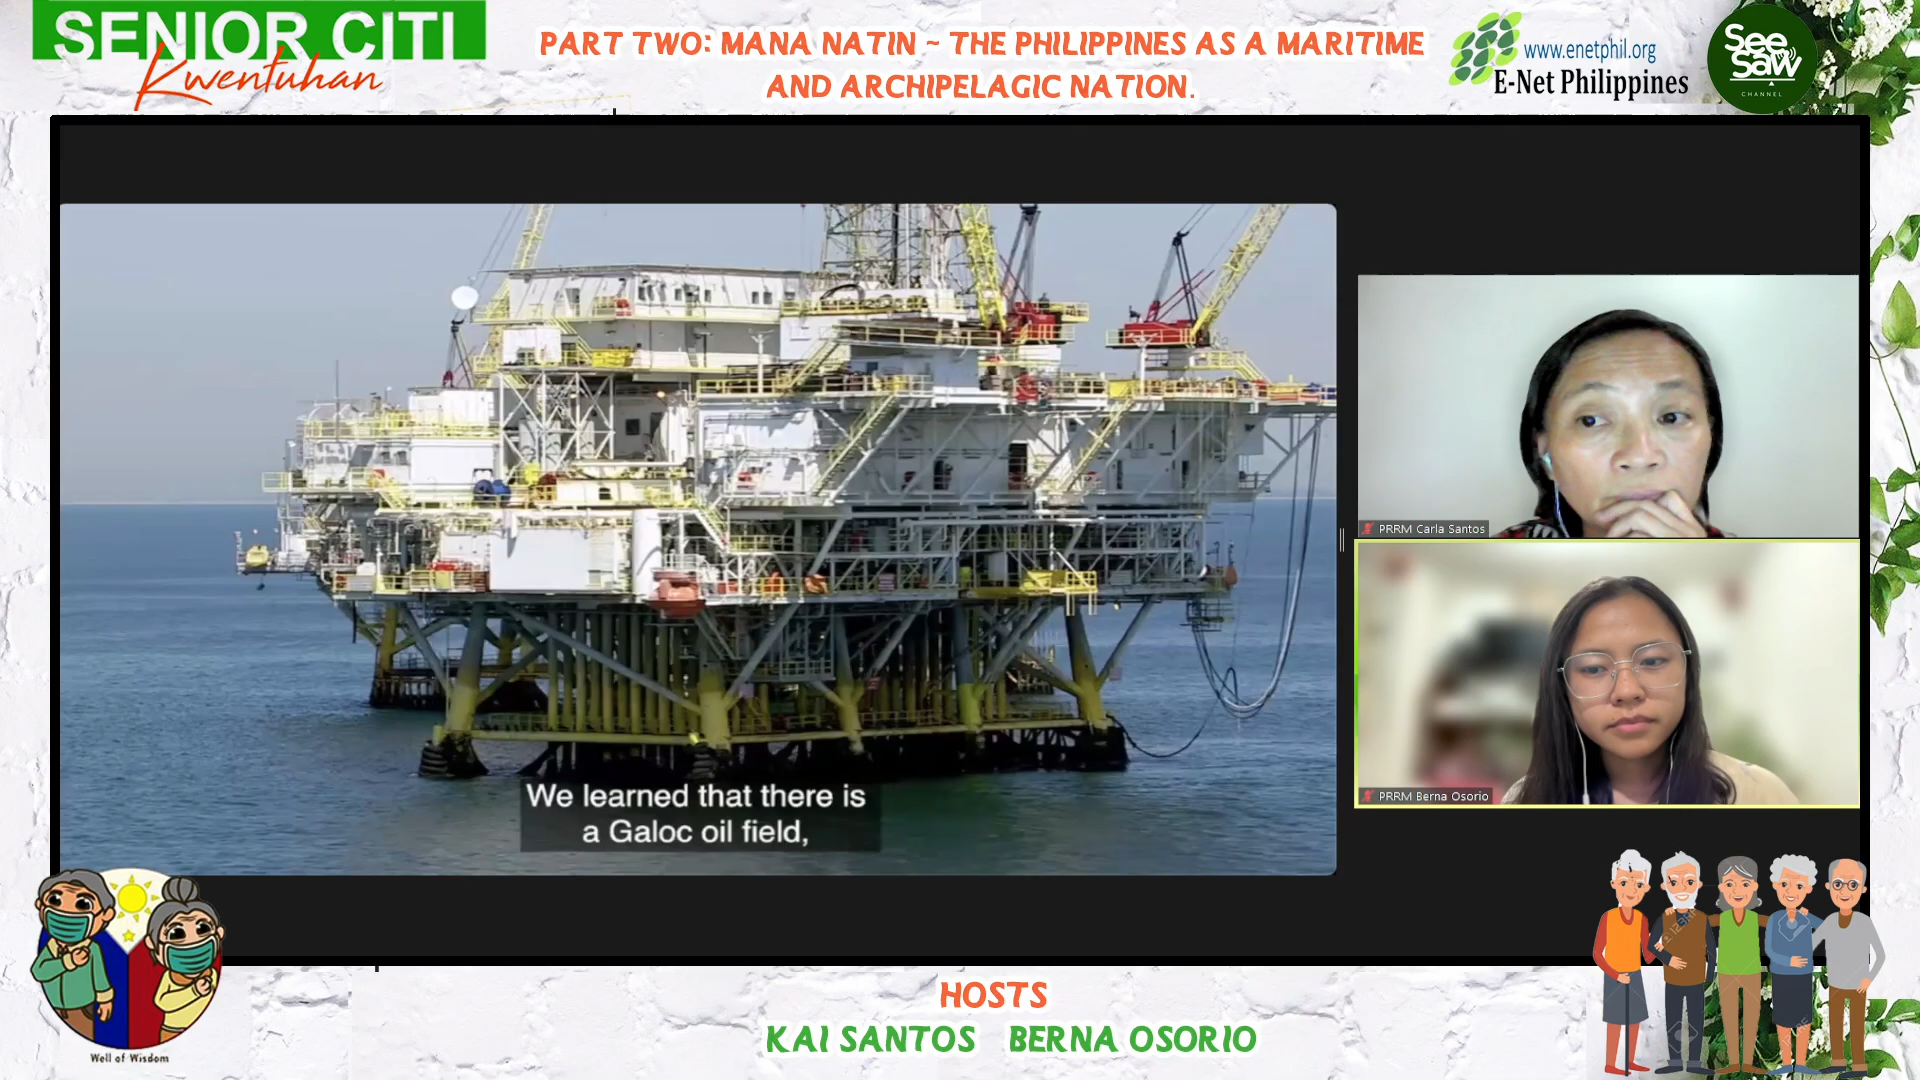 SENIOR CITI
Kwentuhan
PART TWO: MANA NATIN ~ THE PHILIPPINES AS A MARITIME
AND ARCHIPELAGIC NATION.
www.enetphil.org
E-Net Philippines
See
Saw
CHANNEL
PRRM Carla Santos
PRRM Berna Osorio
We learned that there is
a Galoc oil field,
Well of Wisdom
HOSTS
KAI SANTOS BERNA OSORIO